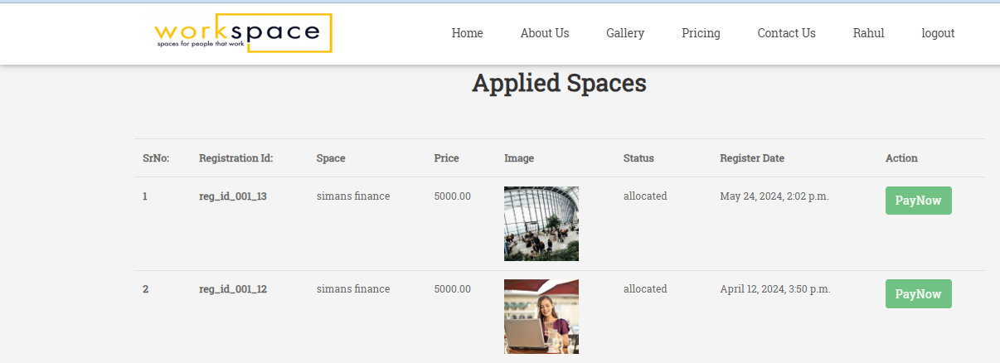 workspace
spaces for people that work
Home About Us Gallery Pricing Contact Us Rahul logout
Applied Spaces
SrNo: Registration Id: Space Price Image Status Register Date Action
1 reg_id_001_13 simans finance 5000.00 allocated May 24, 2024, 2:02 p.m. PayNow
2 reg_id_001_12 simans finance 5000.00 allocated April 12, 2024, 3:50 p.m. PayNow